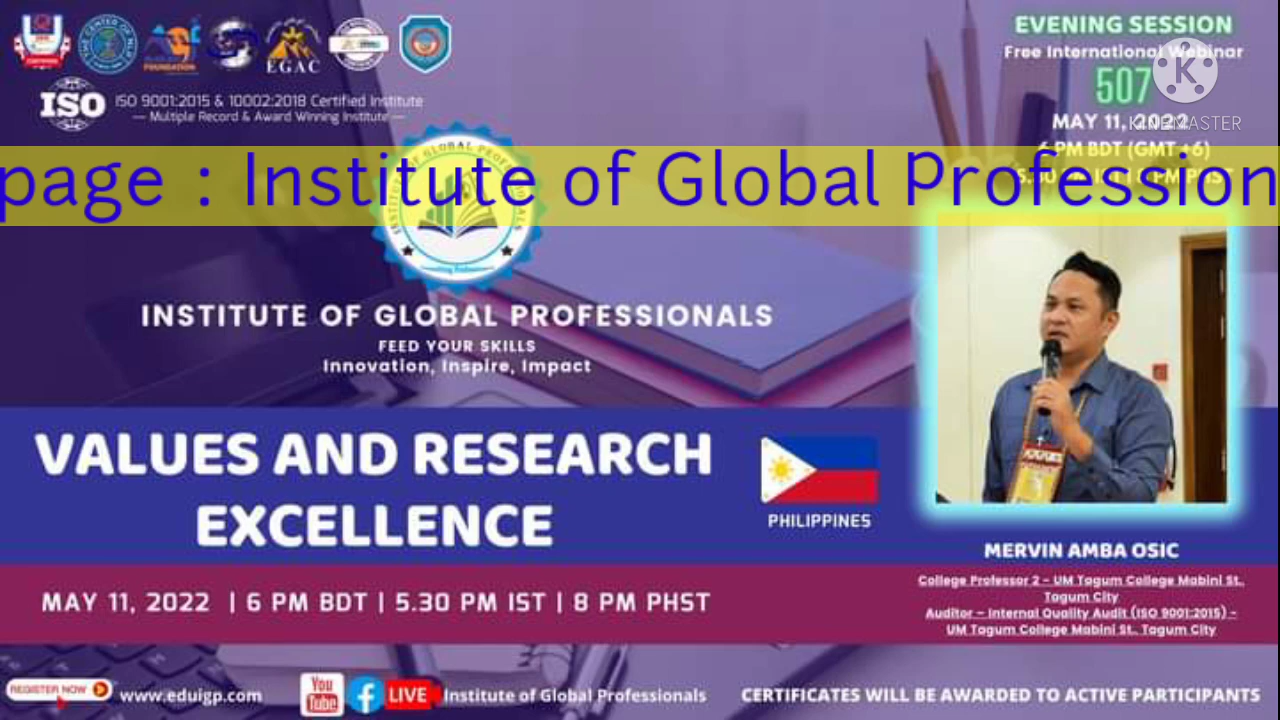 EGAC
ISO
ISO 9001:2015 & 10002:2018 Certified Institute
— Multiple Record & Award Winning Institute —
EVENING SESSION
Free International Webinar
507
MAY 11, 2022
KINEMASTER
6 PM BDT (GMT +6)
page : Institute of Global Profession
INSTITUTE OF GLOBAL PROFESSIONALS
FEED YOUR SKILLS
Innovation, Inspire, Impact
VALUES AND RESEARCH
EXCELLENCE
PHILIPPINES
MAY 11, 2022 | 6 PM BDT | 5.30 PM IST | 8 PM PHST
MERVIN AMBA OSIC
College Professor 2 - UM Tagum College Mabini St.,
Tagum City
Auditor - Internal Quality Audit (ISO 9001:2015) -
UM Tagum College Mabini St., Tagum City
REGISTER NOW
www.eduigp.com
You
Tube
LIVE
Institute of Global Professionals
CERTIFICATES WILL BE AWARDED TO ACTIVE PARTICIPANTS